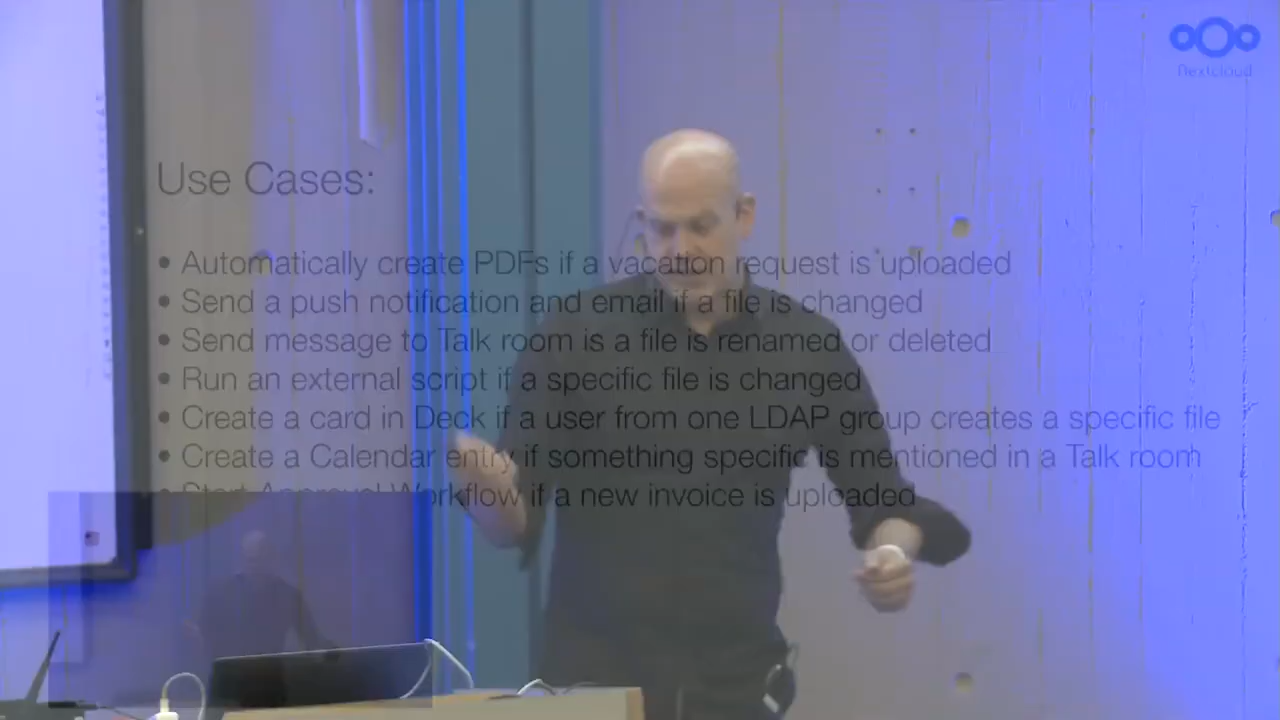 nextcloud
Use Cases:
• Automatically create PDFs if a vacation request is uploaded
• Send a push notification and email if a file is changed
• Send message to Talk room is a file is renamed or deleted
• Run an external script if a specific file is changed
• Create a card in Deck if a user from one LDAP group creates a specific file
• Create a Calendar entry if something specific is mentioned in a Talk room
• Start Approval Workflow if a new invoice is uploaded